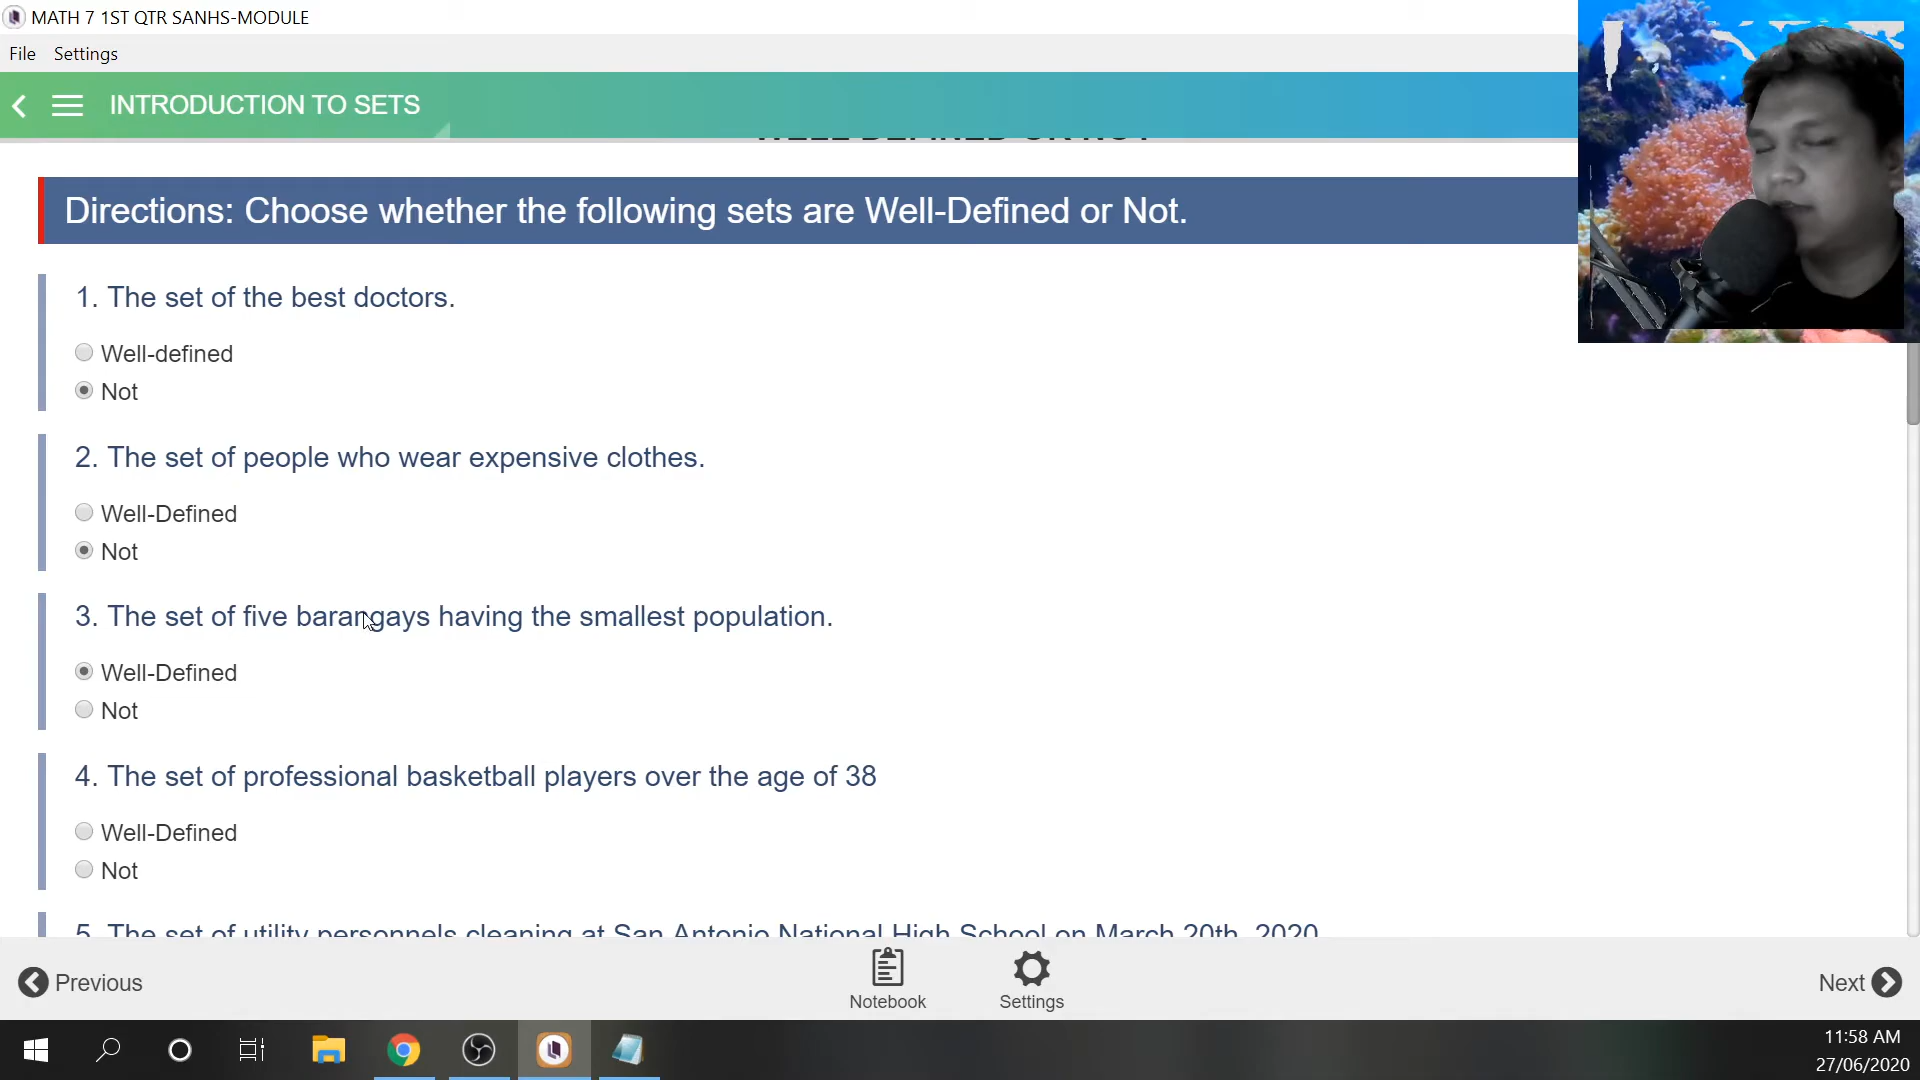 MATH 7 1ST QTR SANHS-MODULE
File Settings
INTRODUCTION TO SETS
WELL DEFINED OR NOT
Directions: Choose whether the following sets are Well-Defined or Not.
1. The set of the best doctors.
Well-defined
Not
2. The set of people who wear expensive clothes.
Well-Defined
Not
3. The set of five barangays having the smallest population.
Well-Defined
Not
4. The set of professional basketball players over the age of 38
Well-Defined
Not
5. The set of utility personnels cleaning at San Antonio National High School on March 20th, 2020
Previous
Notebook
Settings
Next
11:58 AM
27/06/2020